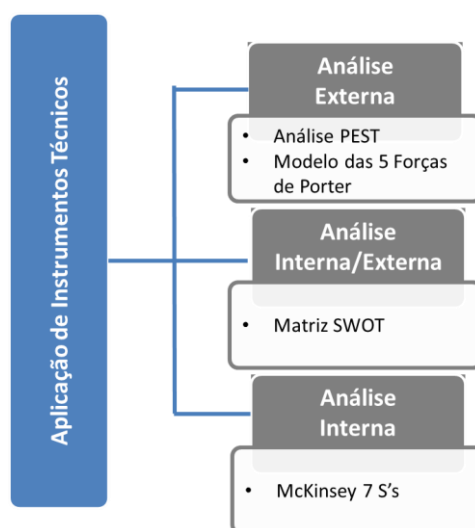 Aplicação de Instrumentos Técnicos
Análise
Externa
• Análise PEST
• Modelo das 5 Forças
de Porter
Análise
Interna/Externa
• Matriz SWOT
Análise
Interna
• McKinsey 7 S's